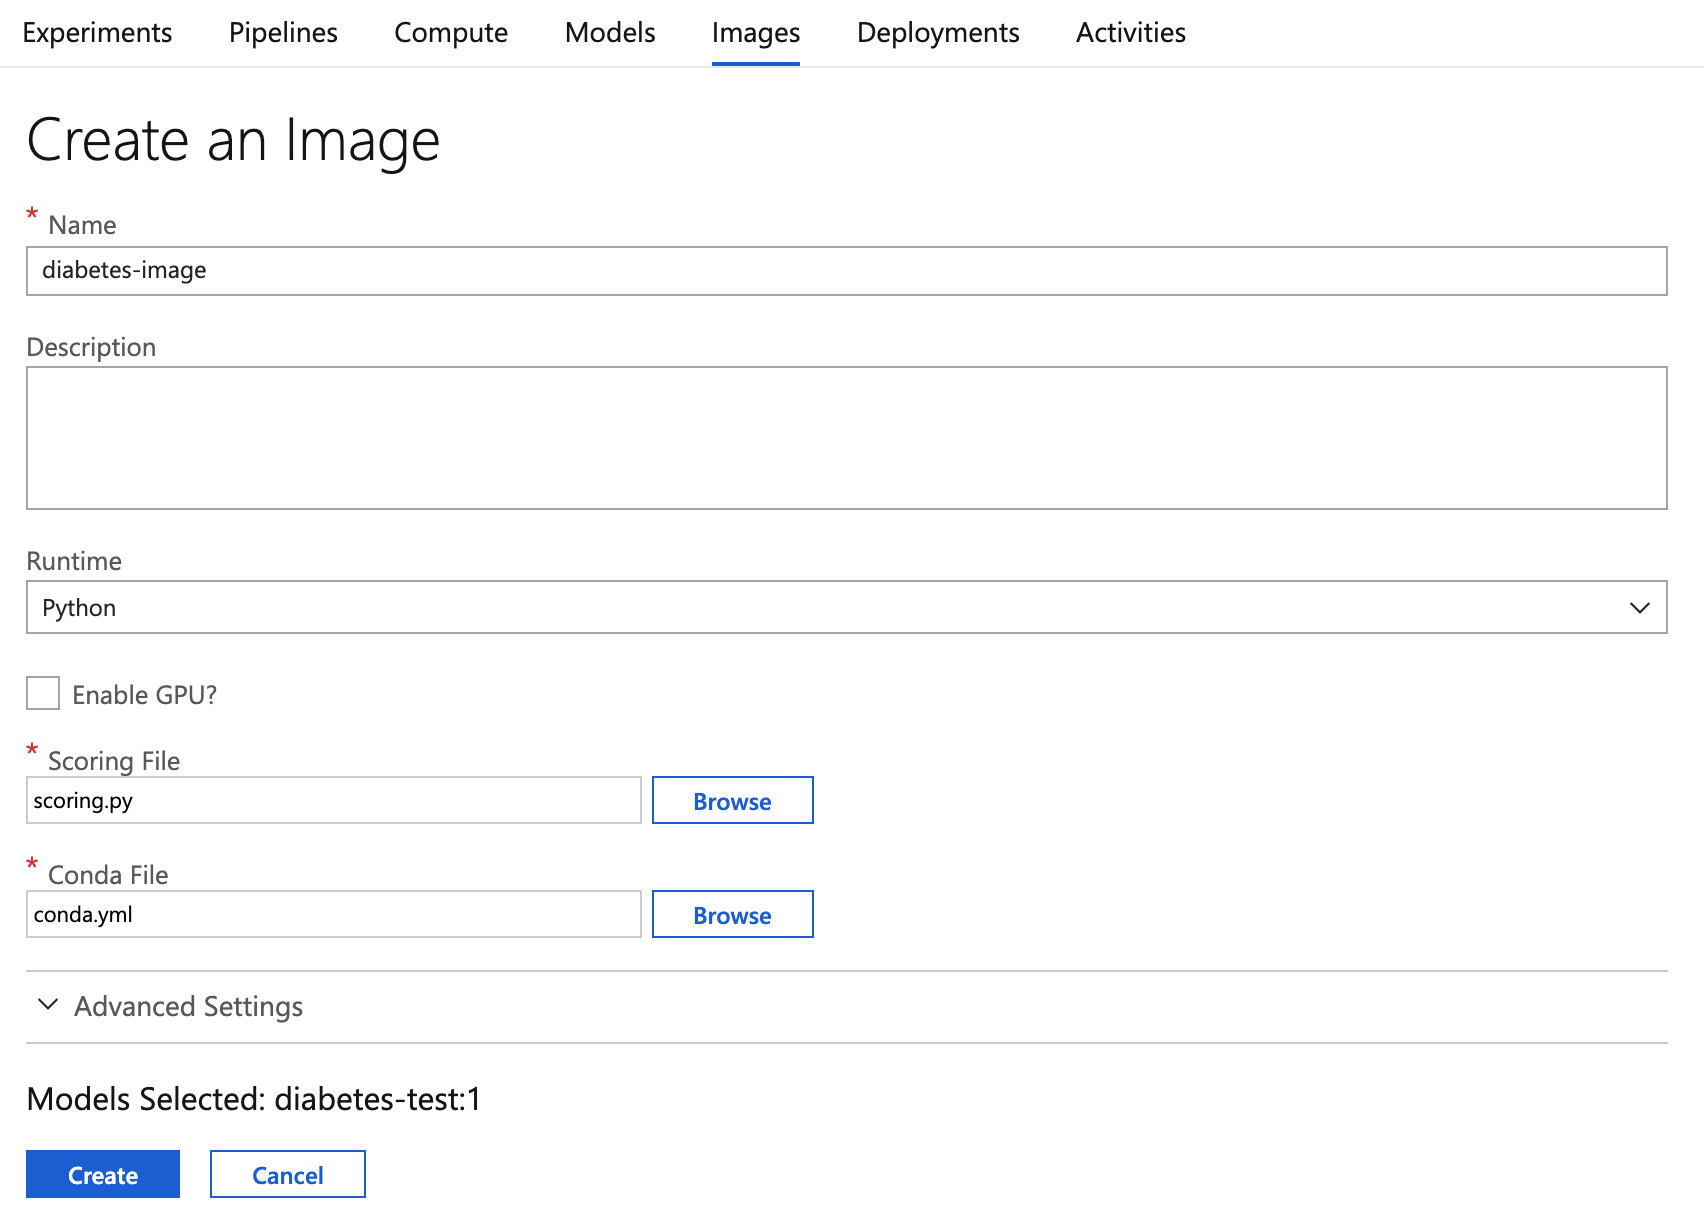 Experiments Pipelines Compute Models Images Deployments Activities
Create an Image
* Name
diabetes-image
Description
Runtime
Python
Enable GPU?
* Scoring File
scoring.py Browse
* Conda File
conda.yml Browse
Advanced Settings
Models Selected: diabetes-test:1
Create Cancel